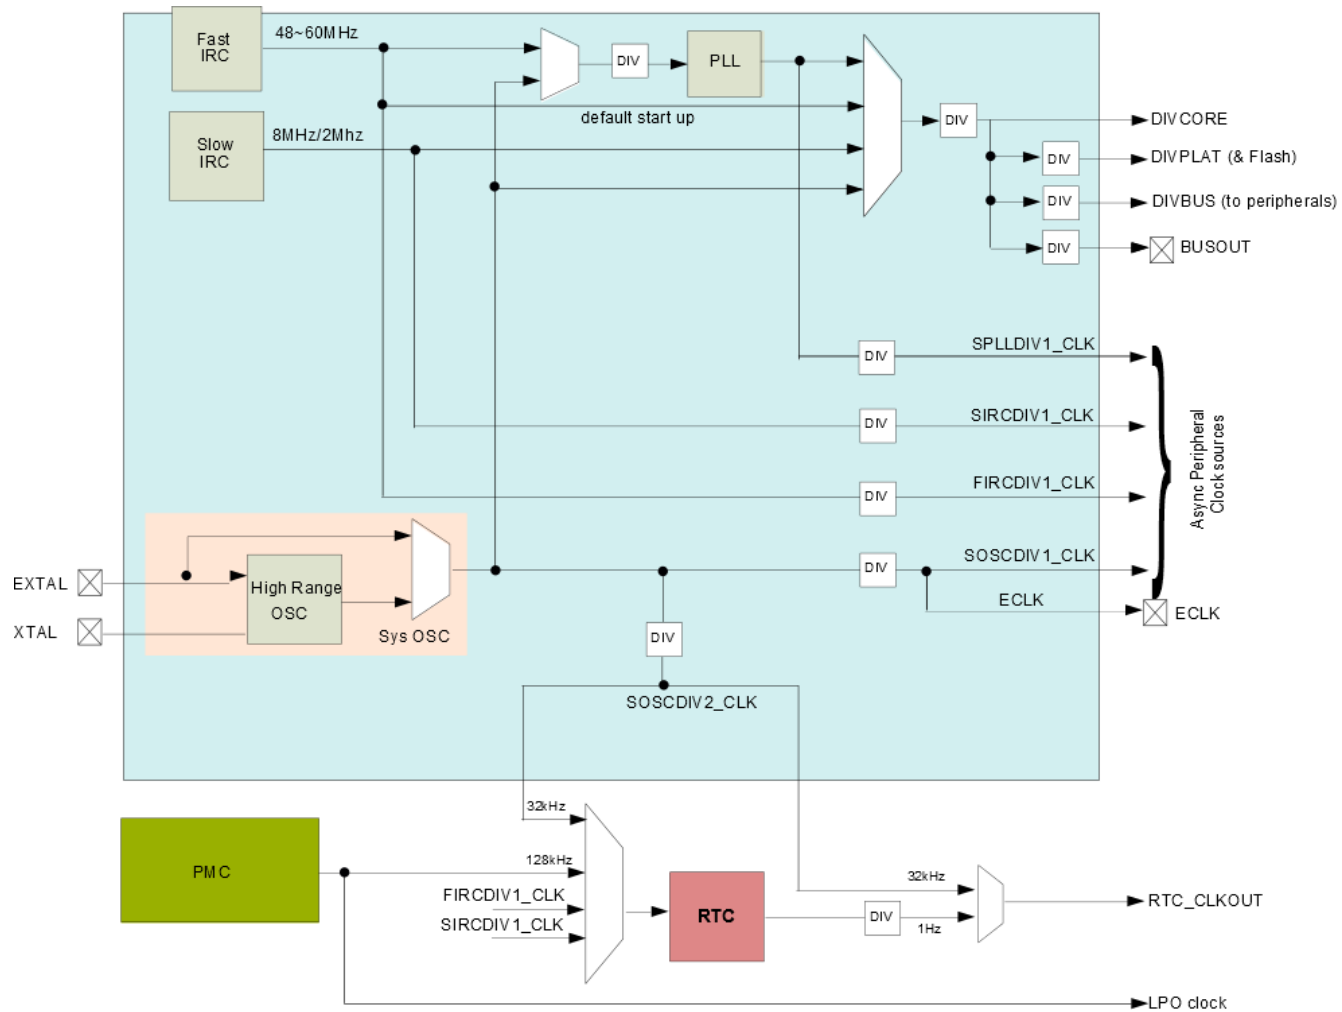 Fast
IRC
48~60MHz
DIV
PLL
default start up
Slow
IRC
8MHz/2Mhz
DIV
DIVCORE
DIV
DIVPLAT (& Flash)
DIV
DIVBUS (to peripherals)
DIV
BUSOUT
DIV
SPLLDIV1_CLK
DIV
SIRCDIV1_CLK
DIV
FIRCDIV1_CLK
DIV
SOSCDIV1_CLK
ECLK
ECLK
Async Peripheral
Clock sources
EXTAL
XTAL
High Range
OSC
Sys OSC
DIV
SOSCDIV2_CLK
PMC
32kHz
128kHz
FIRCDIV1_CLK
SIRCDIV1_CLK
RTC
DIV
32kHz
1Hz
RTC_CLKOUT
LPO clock